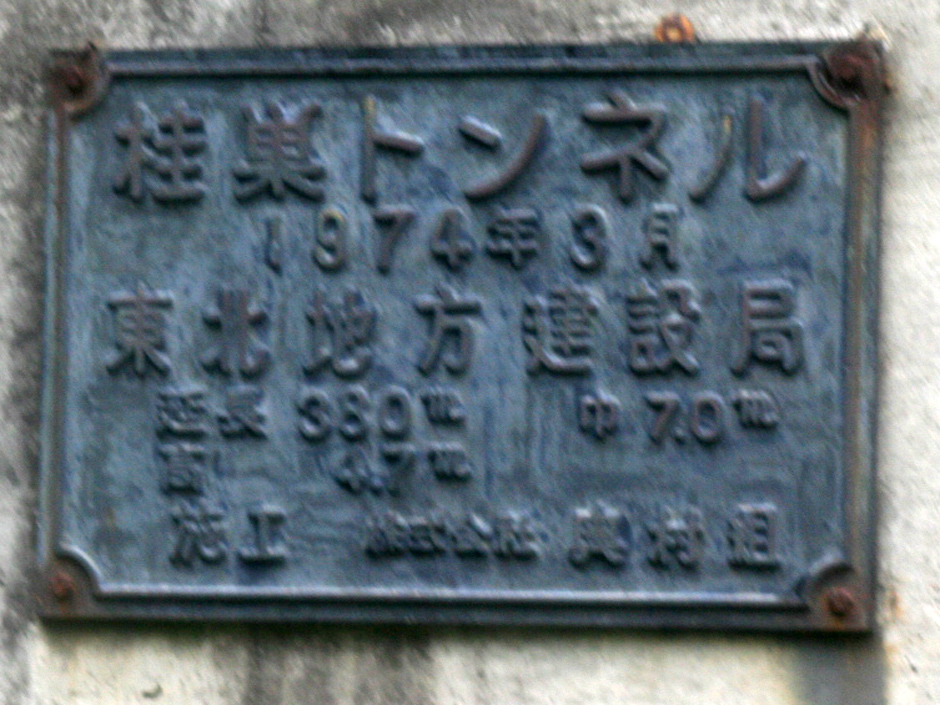 桂巣トンネル
1974年3月
東北地方建設局
延長 380m 巾 7.0m
高 4.7m
施工 株式会社 奥村組